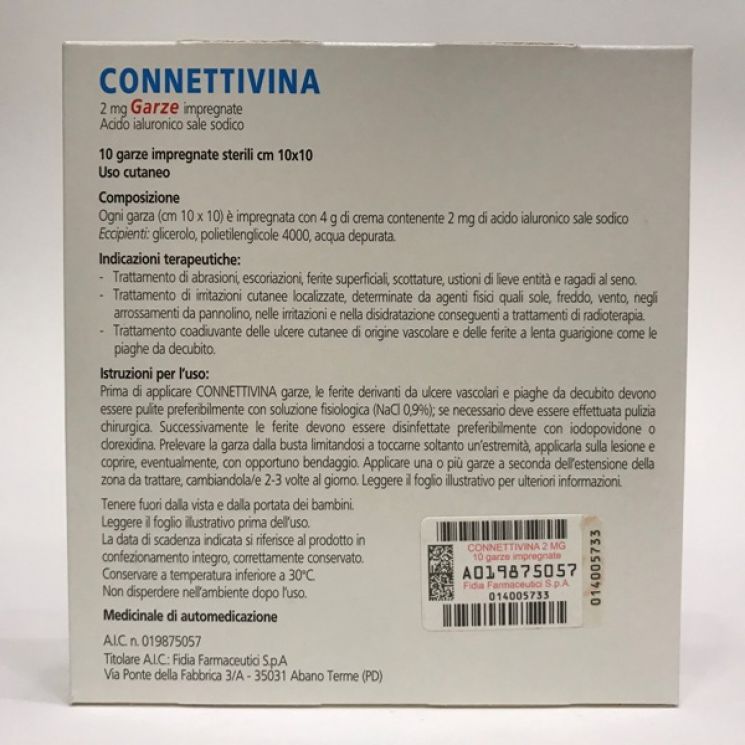 CONNETTIVINA
2 mg Garze impregnate
Acido ialuronico sale sodico
10 garze impregnate sterili cm 10x10
Uso cutaneo
Composizione
Ogni garza (cm 10 x 10) è impregnata con 4 g di crema contenente 2 mg di acido ialuronico sale sodico
Eccipienti: glicerolo, polietilenglicole 4000, acqua depurata.
Indicazioni terapeutiche:
- Trattamento di abrasioni, escoriazioni, ferite superficiali, scottature, ustioni di lieve entità e ragadi al seno.
- Trattamento di irritazioni cutanee localizzate, determinate da agenti fisici quali sole, freddo, vento, negli
arrossamenti da pannolino, nelle irritazioni e nella disidratazione conseguenti a trattamenti di radioterapia.
- Trattamento coadiuvante delle ulcere cutanee di origine vascolare e delle ferite a lenta guarigione come le
piaghe da decubito.
Istruzioni per l'uso:
Prima di applicare CONNETTIVINA garze, le ferite derivanti da ulcere vascolari e piaghe da decubito devono
essere pulite preferibilmente con soluzione fisiologica (NaCl 0,9%); se necessario deve essere effettuata pulizia
chirurgica. Successivamente le ferite devono essere disinfettate preferibilmente con iodopovidone o
clorexidina. Prelevare la garza dalla busta limitandosi a toccarne soltanto un'estremità, applicarla sulla lesione e
coprire, eventualmente, con opportuno bendaggio. Applicare una o più garze a seconda dell'estensione della
zona da trattare, cambiandola/e 2-3 volte al giorno. Leggere il foglio illustrativo per ulteriori informazioni.
Tenere fuori dalla vista e dalla portata dei bambini.
Leggere il foglio illustrativo prima dell'uso.
La data di scadenza indicata si riferisce al prodotto in
confezionamento integro, correttamente conservato.
Conservare a temperatura inferiore a 30°C.
Non disperdere nell'ambiente dopo l'uso.
Medicinale di automedicazione
A.I.C. n. 019875057
Titolare A.I.C.: Fidia Farmaceutici S.p.A
Via Ponte della Fabbrica 3/A - 35031 Abano Terme (PD)
CONNETTIVINA 2 MG
10 garze impregnate
A019875057
Fidia Farmaceutici S.p.A.
014005733
014005733